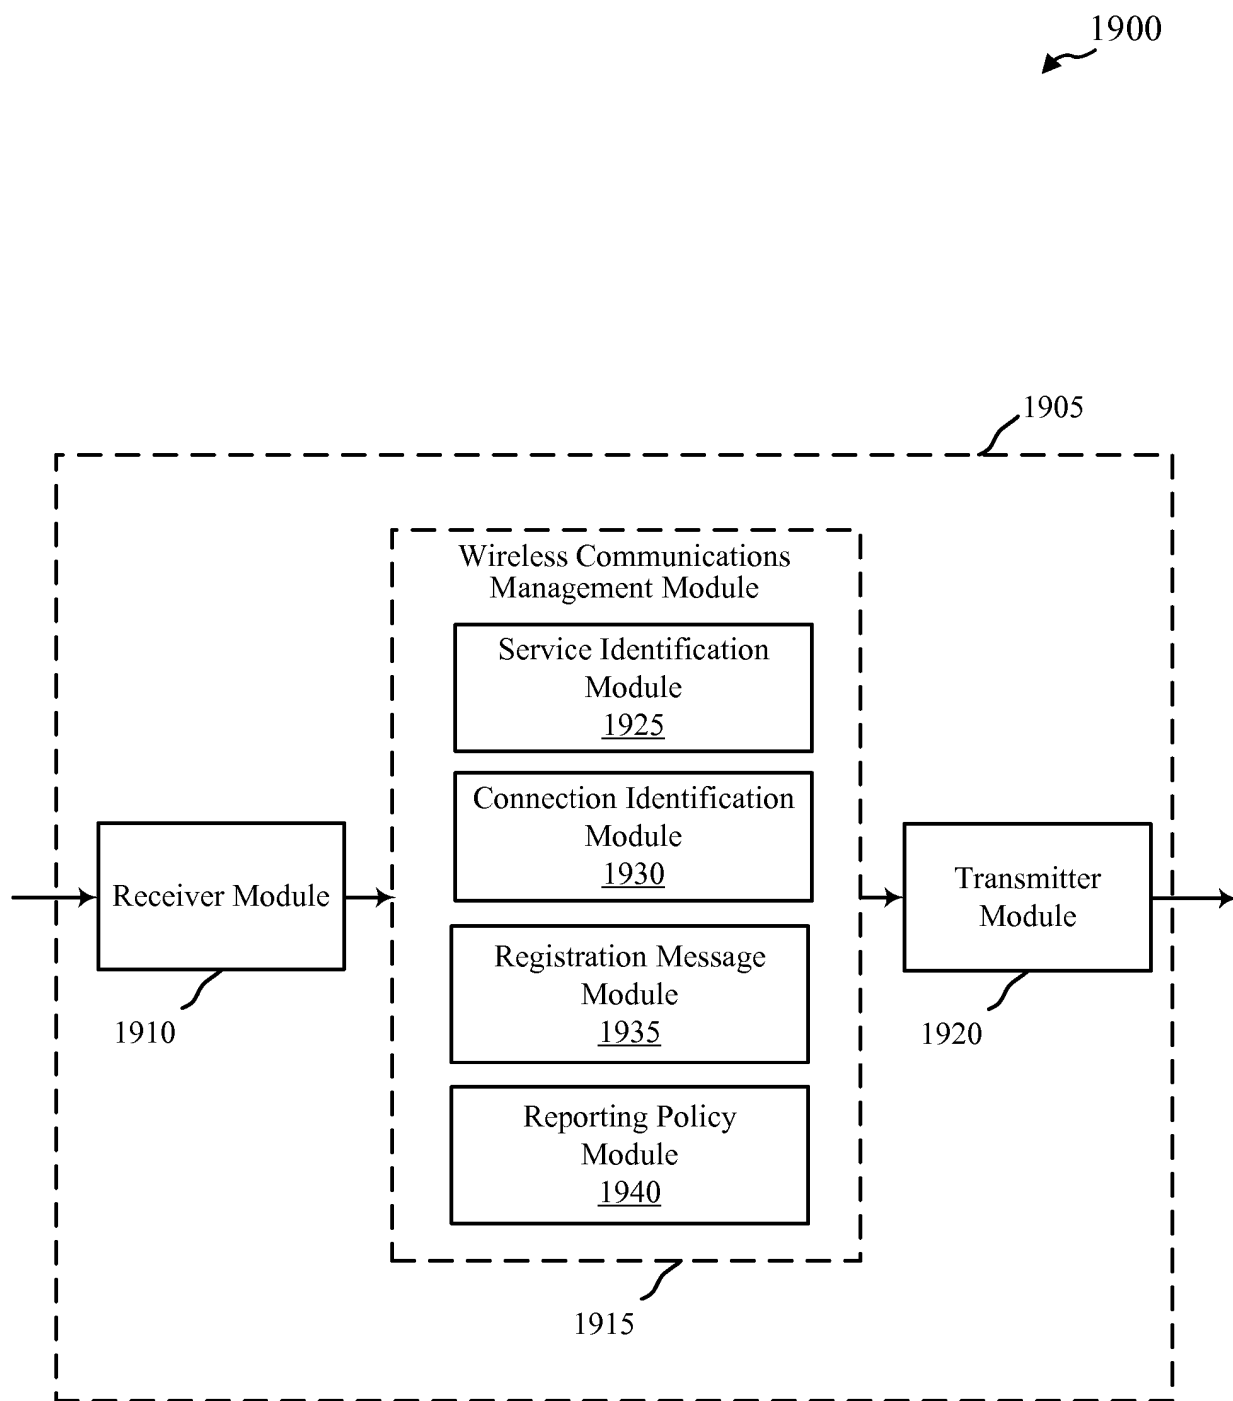 1900
1905
Wireless Communications
Management Module
Service Identification
Module
1925
Connection Identification
Module
1930
Registration Message
Module
1935
Reporting Policy
Module
1940
Receiver Module
1910
Transmitter
Module
1920
1915